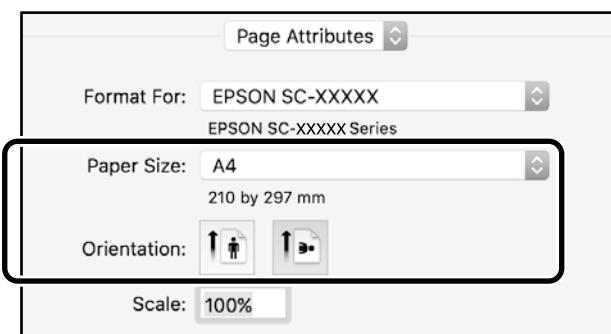 Page Attributes
Format For: EPSON SC-XXXXX
EPSON SC-XXXXX Series
Paper Size: A4
210 by 297 mm
Orientation:
Scale: 100%